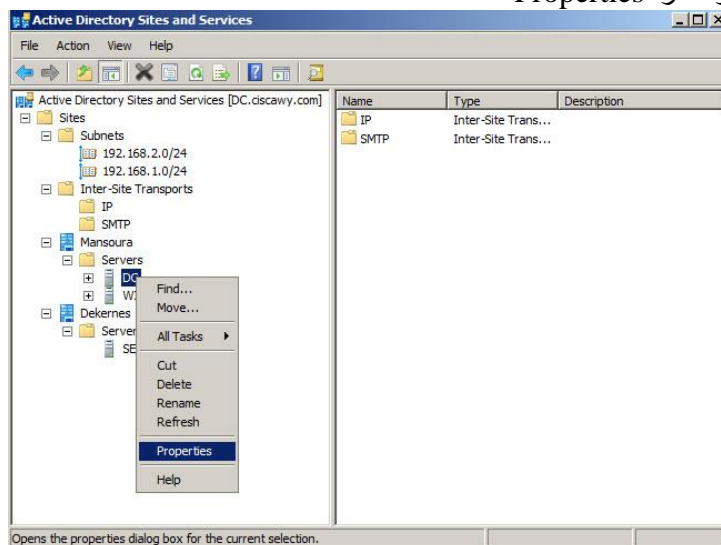 Properties
Active Directory Sites and Services
File Action View Help
Active Directory Sites and Services [DC.ciscawy.com]
Sites
Subnets
192.168.2.0/24
192.168.1.0/24
Inter-Site Transports
IP
SMTP
Mansoura
Servers
DC
Dekernes
Name Type Description
IP Inter-Site Trans...
SMTP Inter-Site Trans...
Find...
Move...
All Tasks
Cut
Delete
Rename
Refresh
Properties
Help
Opens the properties dialog box for the current selection.